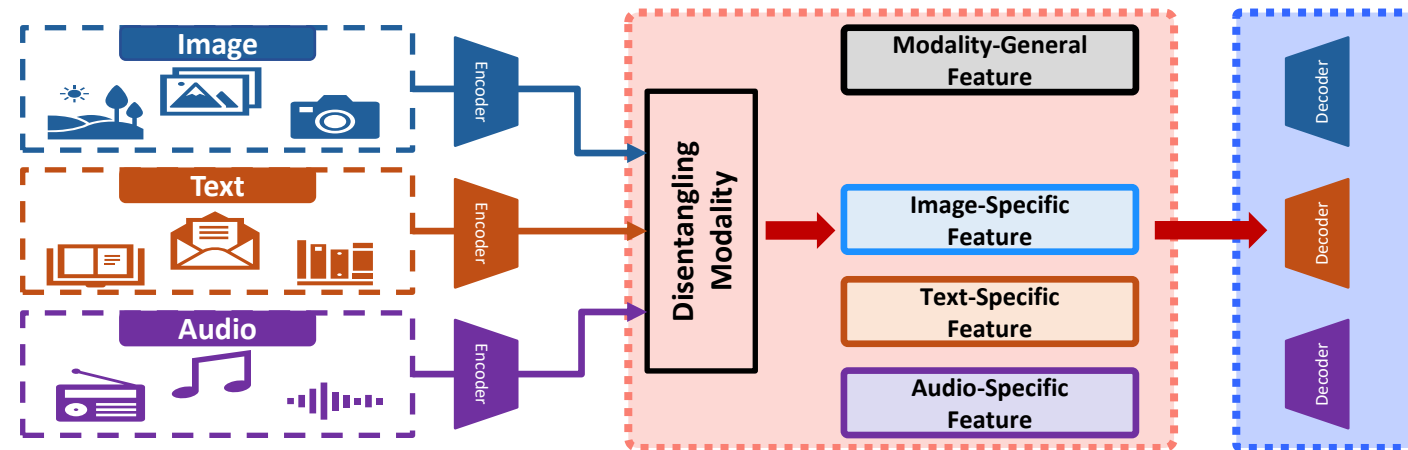 Image
Encoder
Text
Encoder
Audio
Encoder
Disentangling
Modality
Modality-General
Feature
Image-Specific
Feature
Text-Specific
Feature
Audio-Specific
Feature
Decoder
Decoder
Decoder